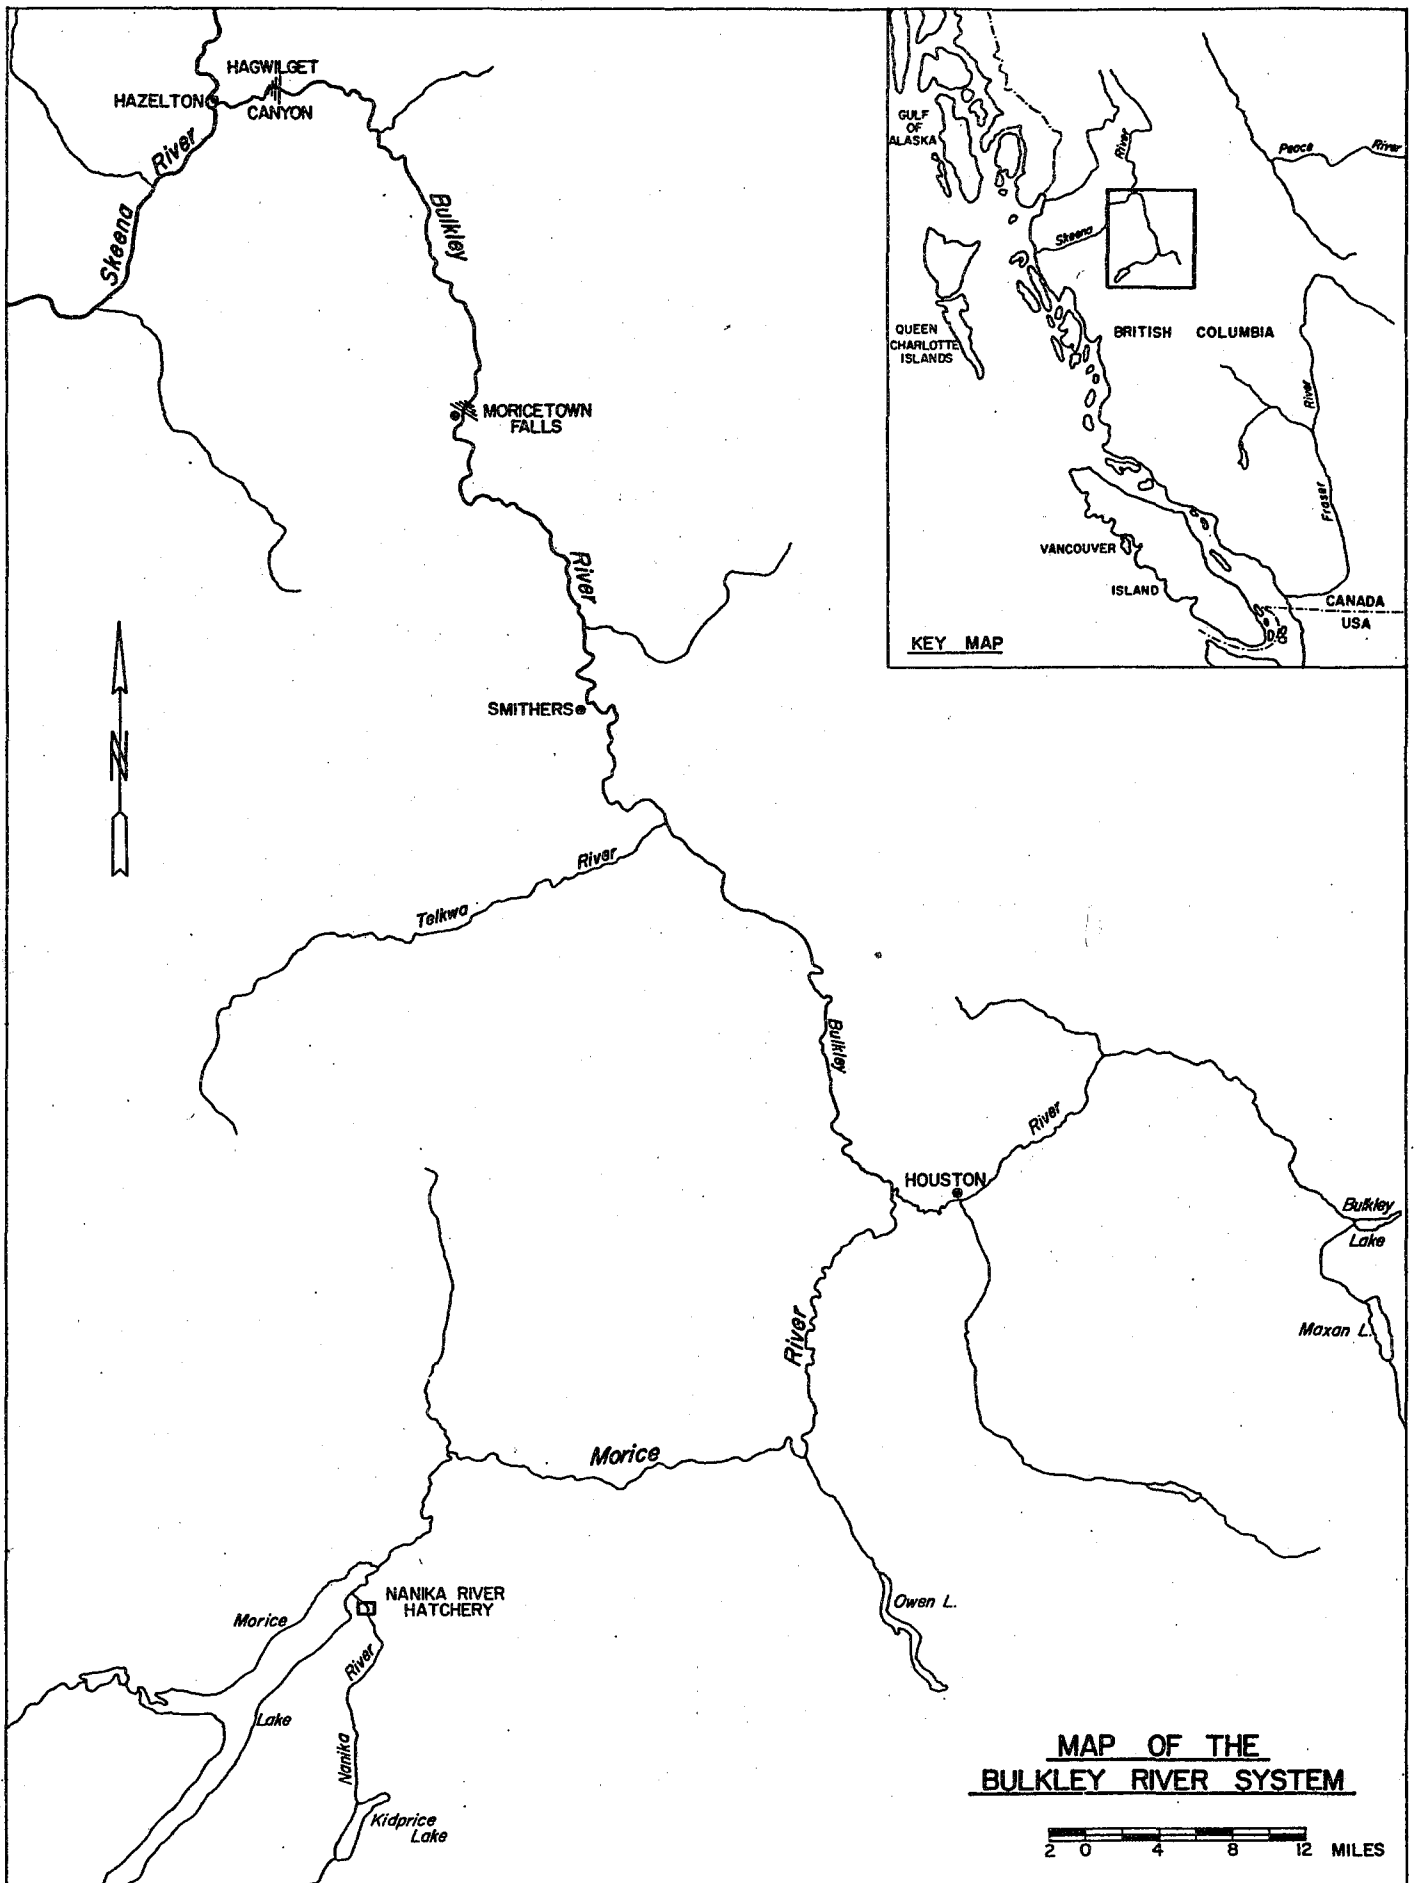 HAGWILGET
CANYON
HAZELTON
River
Skeena
Bulkley
MORICETOWN
FALLS
River
SMITHERS
N
Telkwa River
Bulkley
River
HOUSTON
Bulkley
Lake
Maxan L.
River
Morice
Owen L.
NANIKA RIVER
HATCHERY
Morice
Lake
River
Nanika
Kidprice
Lake
GULF
OF
ALASKA
River
Peace River
Skeena
QUEEN
CHARLOTTE
ISLANDS
BRITISH COLUMBIA
River
Fraser
VANCOUVER
ISLAND
CANADA
USA
KEY MAP
MAP OF THE
BULKLEY RIVER SYSTEM
2 0 4 8 12 MILES